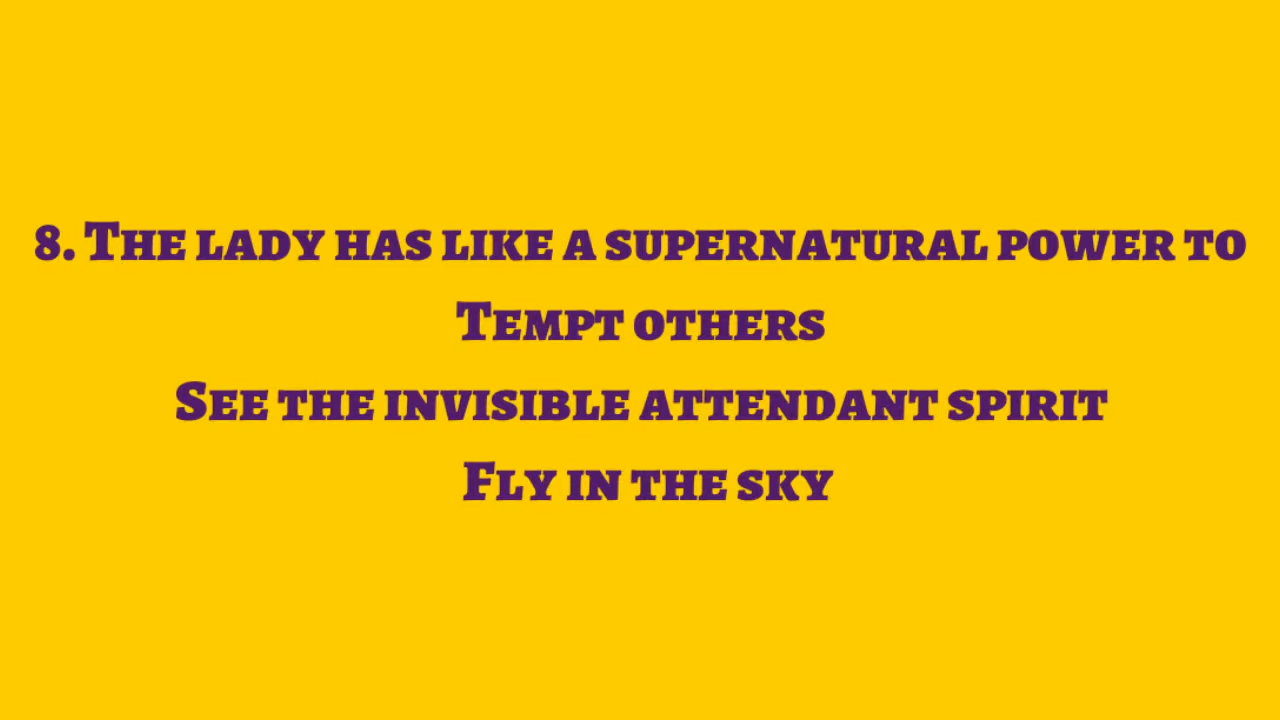 8. The lady has like a supernatural power to
Tempt others
See the invisible attendant spirit
Fly in the sky